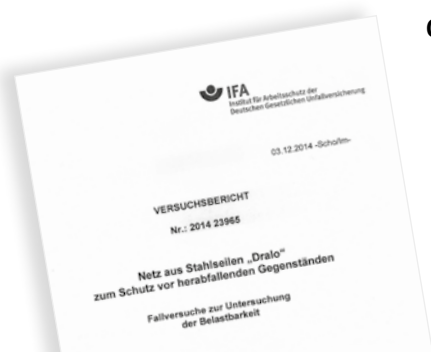 IFA
Institut für Arbeitsschutz der
Deutschen Gesetzlichen Unfallversicherung
03.12.2014 -Scho/Im-
VERSUCHSBERICHT
Nr.: 2014 23965
Netz aus Stahlseilen „Dralo“
zum Schutz vor herabfallenden Gegenständen
Fallversuche zur Untersuchung
der Belastbarkeit